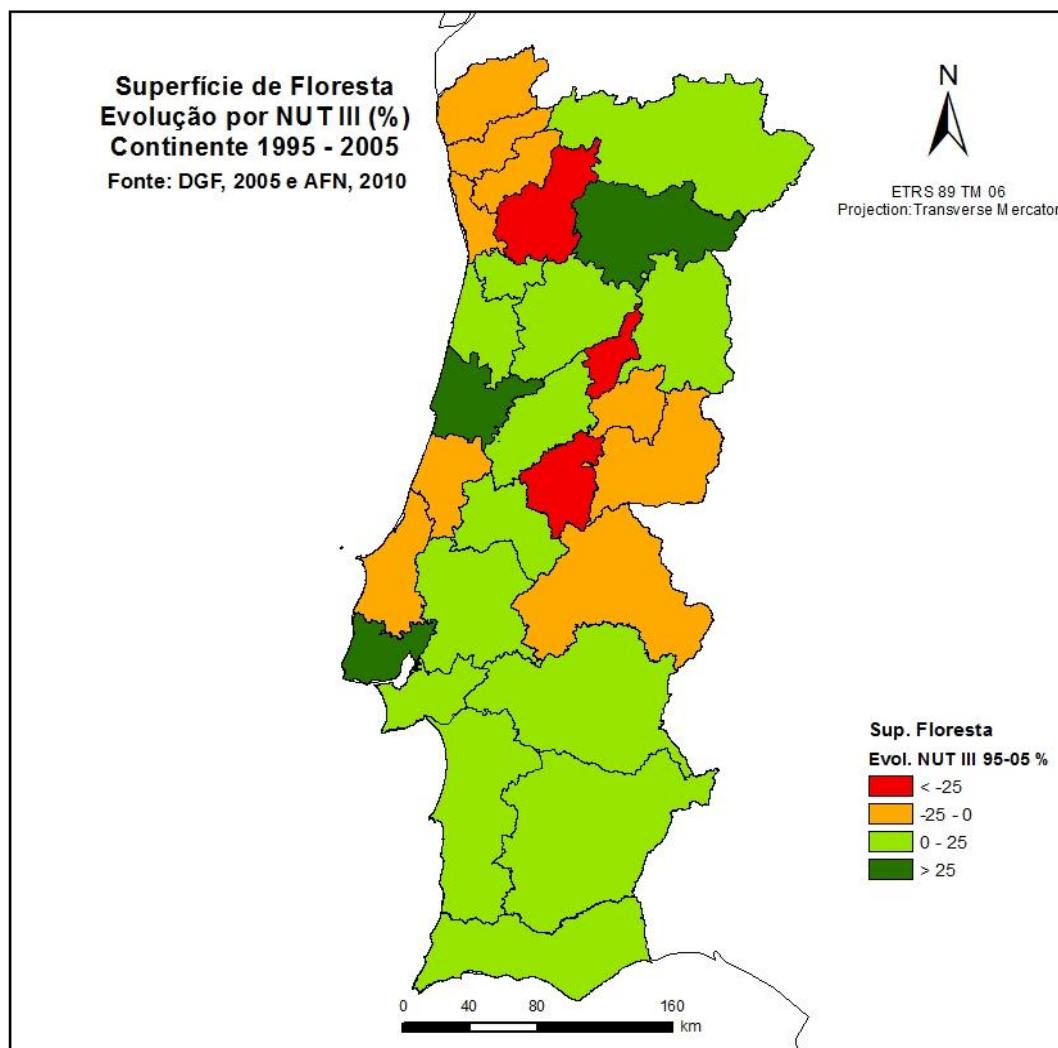 Superfície de Floresta
Evolução por NUT III (%)
Continente 1995 - 2005
Fonte: DGF, 2005 e AFN, 2010
N
ETRS 89 TM 06
Projection: Transverse Mercator
Sup. Floresta
Evol. NUT III 95-05 %
< -25
-25 - 0
0 - 25
> 25
0 40 80 160
km